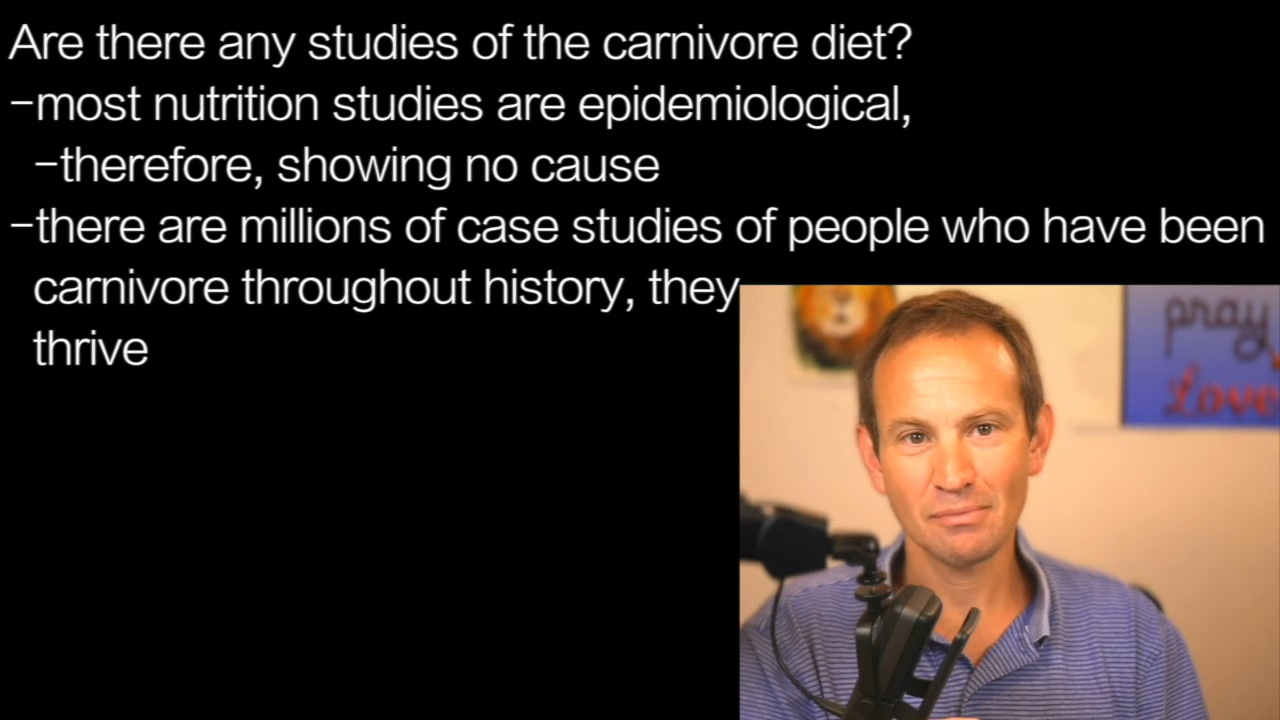 Are there any studies of the carnivore diet?
-most nutrition studies are epidemiological,
-therefore, showing no cause
-there are millions of case studies of people who have been
carnivore throughout history, they
thrive
pray
Love